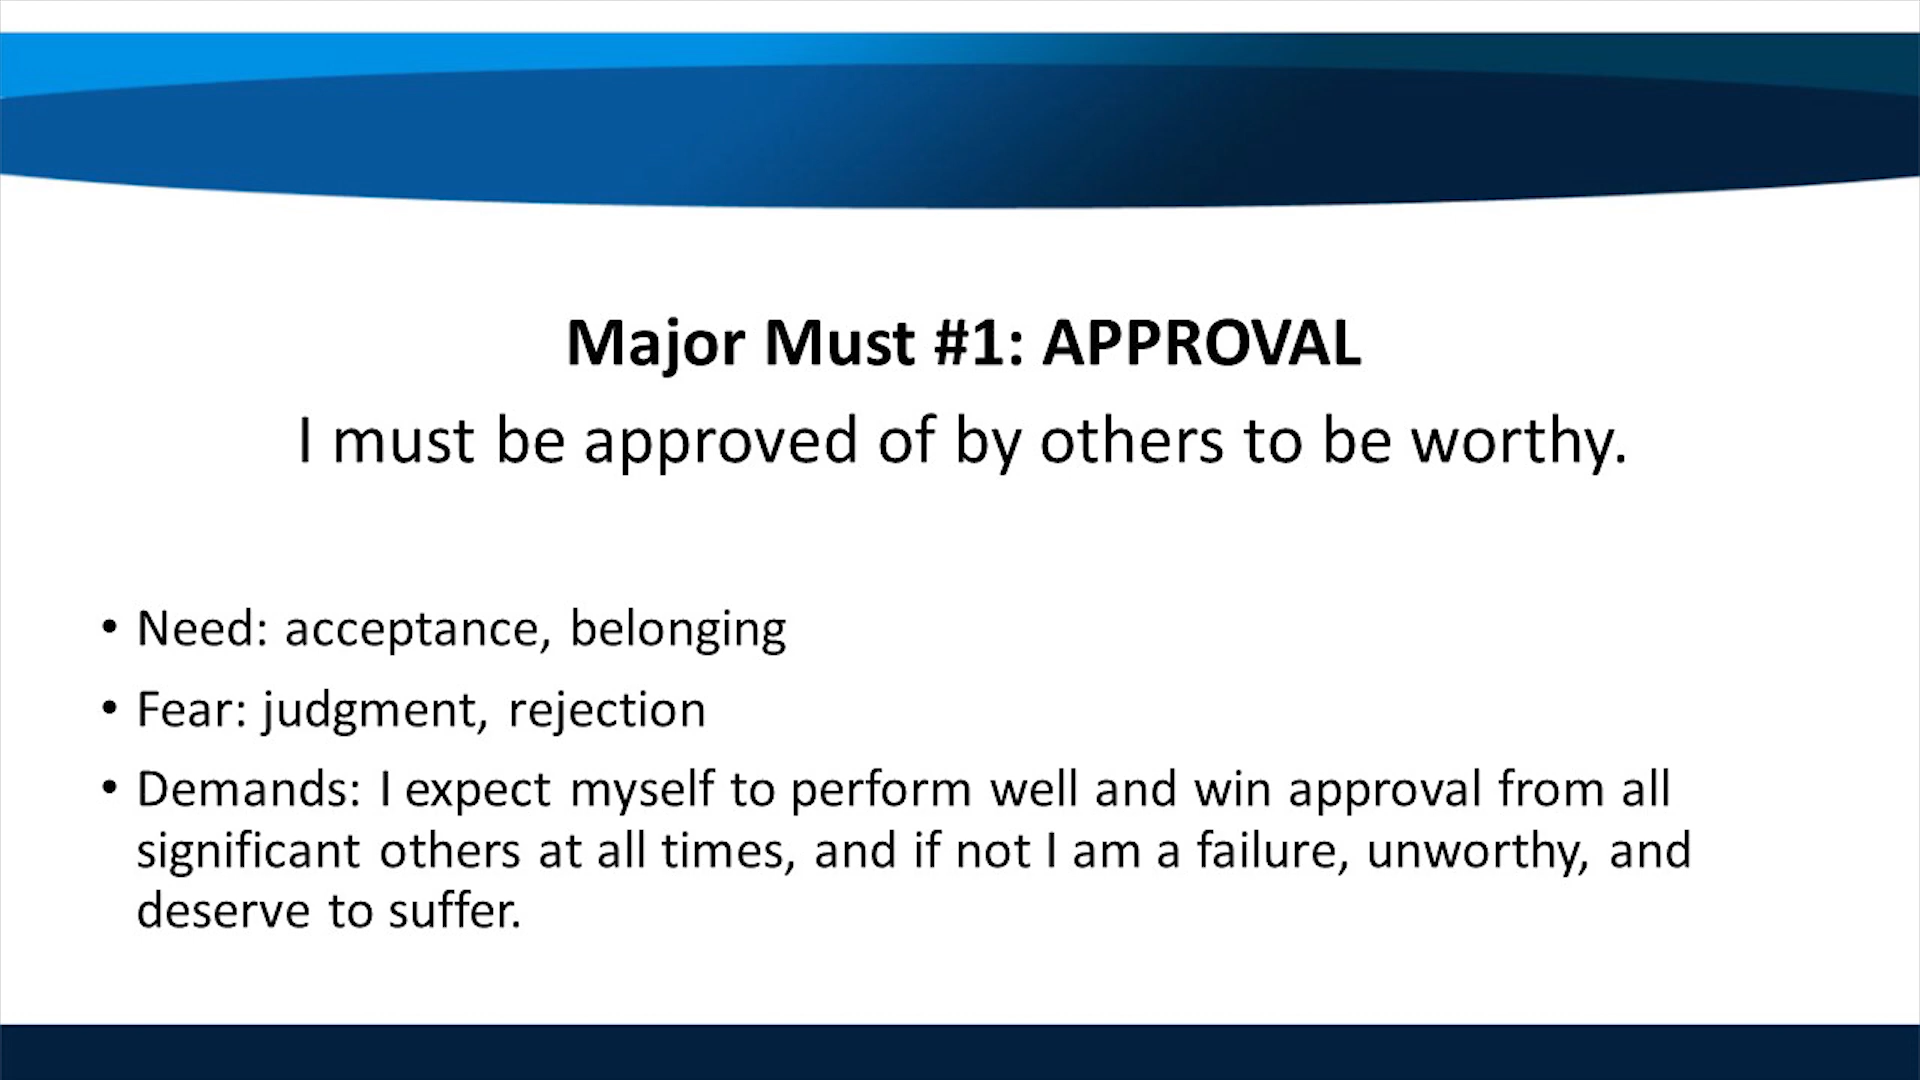 Major Must #1: APPROVAL
I must be approved of by others to be worthy.
• Need: acceptance, belonging
• Fear: judgment, rejection
• Demands: I expect myself to perform well and win approval from all
significant others at all times, and if not I am a failure, unworthy, and
deserve to suffer.